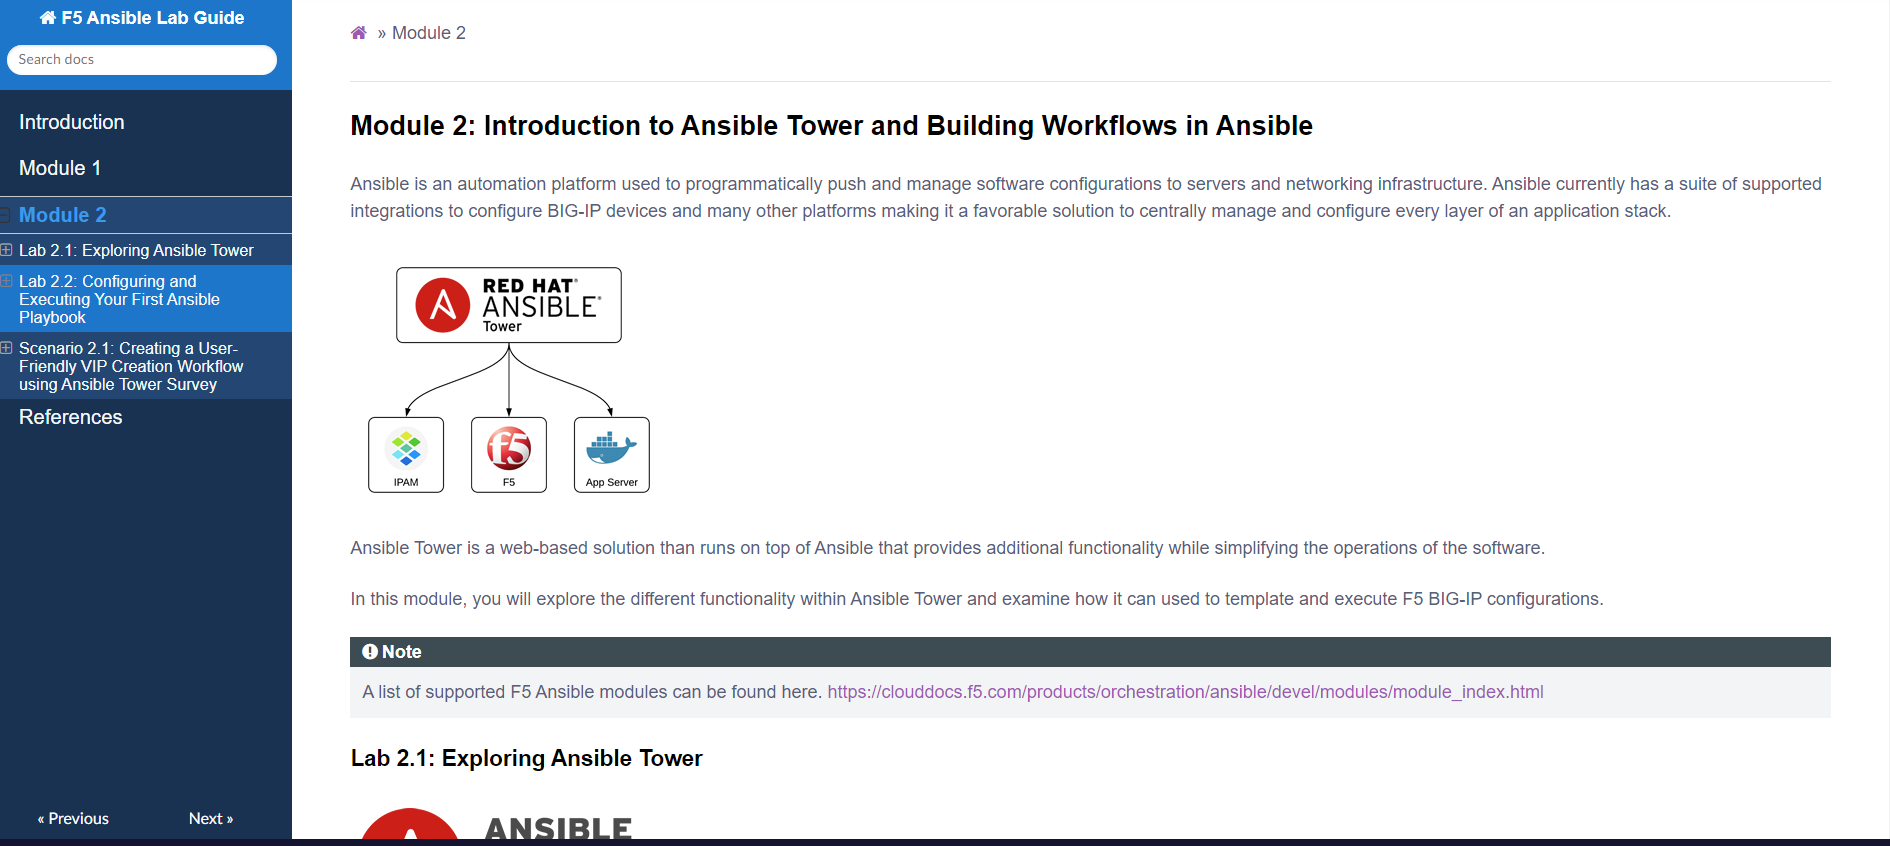 F5 Ansible Lab Guide
Search docs
Introduction
Module 1
Module 2
Lab 2.1: Exploring Ansible Tower
Lab 2.2: Configuring and
Executing Your First Ansible
Playbook
Scenario 2.1: Creating a User-
Friendly VIP Creation Workflow
using Ansible Tower Survey
References
« Previous
Next »
» Module 2
Module 2: Introduction to Ansible Tower and Building Workflows in Ansible
Ansible is an automation platform used to programmatically push and manage software configurations to servers and networking infrastructure. Ansible currently has a suite of supported
integrations to configure BIG-IP devices and many other platforms making it a favorable solution to centrally manage and configure every layer of an application stack.
RED HAT®
ANSIBLE®
Tower
f5
IPAM
F5
App Server
Ansible Tower is a web-based solution than runs on top of Ansible that provides additional functionality while simplifying the operations of the software.
In this module, you will explore the different functionality within Ansible Tower and examine how it can used to template and execute F5 BIG-IP configurations.
Note
A list of supported F5 Ansible modules can be found here. https://clouddocs.f5.com/products/orchestration/ansible/devel/modules/module_index.html
Lab 2.1: Exploring Ansible Tower
ANSIBLE